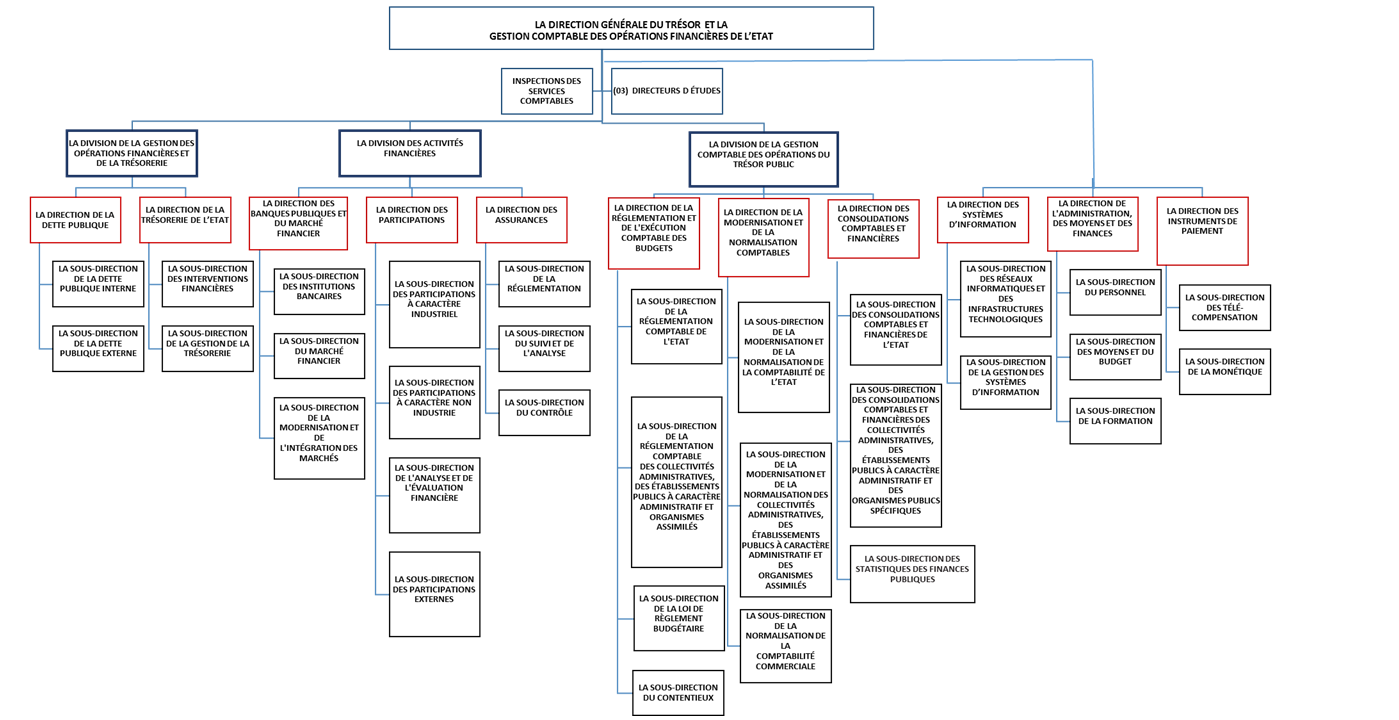 LA DIRECTION GÉNÉRALE DU TRÉSOR ET LA
GESTION COMPTABLE DES OPÉRATIONS FINANCIÈRES DE L’ETAT
INSPECTIONS DES
SERVICES
COMPTABLES
(03) DIRECTEURS D ÉTUDES
LA DIVISION DE LA GESTION DES
OPÉRATIONS FINANCIÈRES ET
DE LA TRÉSORERIE
LA DIVISION DES ACTIVITÉS
FINANCIÈRES
LA DIVISION DE LA GESTION
COMPTABLE DES OPÉRATIONS DU
TRÉSOR PUBLIC
LA DIRECTION DE LA
DETTE PUBLIQUE
LA SOUS-DIRECTION
DE LA DETTE
PUBLIQUE INTERNE
LA SOUS-DIRECTION
DE LA DETTE
PUBLIQUE EXTERNE
LA DIRECTION DE LA
TRÉSORERIE DE L’ETAT
LA SOUS-DIRECTION
DES INTERVENTIONS
FINANCIÈRES
LA SOUS-DIRECTION
DE LA GESTION DE LA
TRÉSORERIE
LA DIRECTION DES
BANQUES PUBLIQUES ET
DU MARCHÉ
FINANCIER
LA SOUS-DIRECTION
DES INSTITUTIONS
BANCAIRES
LA SOUS-DIRECTION
DU MARCHÉ
FINANCIER
LA SOUS-DIRECTION
DE LA
MODERNISATION ET
DE
L'INTÉGRATION DES
MARCHÉS
LA DIRECTION DES
PARTICIPATIONS
LA SOUS-DIRECTION
DES PARTICIPATIONS
À CARACTÈRE
INDUSTRIEL
LA SOUS-DIRECTION
DES PARTICIPATIONS
À CARACTÈRE NON
INDUSTRIE
LA SOUS-DIRECTION
DE L'ANALYSE ET DE
L'ÉVALUATION
FINANCIÈRE
LA SOUS-DIRECTION
DES PARTICIPATIONS
EXTERNES
LA DIRECTION DES
ASSURANCES
LA SOUS-DIRECTION
DE LA
RÉGLEMENTATION
LA SOUS-DIRECTION
DU SUIVI ET DE
L'ANALYSE
LA SOUS-DIRECTION
DU CONTRÔLE
LA DIRECTION DE LA
RÉGLEMENTATION ET
DE L'EXÉCUTION
COMPTABLE DES
BUDGETS
LA SOUS-DIRECTION
DE LA
RÉGLEMENTATION
COMPTABLE DE
L'ETAT
LA SOUS-DIRECTION
DE LA
RÉGLEMENTATION
COMPTABLE
DES COLLECTIVITÉS
ADMINISTRATIVES,
DES ÉTABLISSEMENTS
PUBLICS À CARACTÈRE
ADMINISTRATIF ET
ORGANISMES
ASSIMILÉS
LA SOUS-DIRECTION
DE LA LOI DE
RÈGLEMENT
BUDGÉTAIRE
LA SOUS-DIRECTION
DU CONTENTIEUX
LA DIRECTION DE LA
MODERNISATION ET
DE LA
NORMALISATION
COMPTABLES
LA SOUS-DIRECTION
DE LA
MODERNISATION ET
DE LA
NORMALISATION DE
LA COMPTABILITÉ DE
L’ETAT
LA SOUS-DIRECTION
DE LA
MODERNISATION ET
DE LA
NORMALISATION DES
COLLECTIVITÉS
ADMINISTRATIVES,
DES
ÉTABLISSEMENTS
PUBLICS À CARACTÈRE
ADMINISTRATIF ET
DES
ORGANISMES
ASSIMILÉS
LA SOUS-DIRECTION
DE LA
NORMALISATION DE
LA
COMPTABILITÉ
COMMERCIALE
LA DIRECTION DES
CONSOLIDATIONS
COMPTABLES ET
FINANCIÈRES
LA SOUS-DIRECTION
DES CONSOLIDATIONS
COMPTABLES ET
FINANCIÈRES DE
L’ETAT
LA SOUS-DIRECTION
DES CONSOLIDATIONS
COMPTABLES ET
FINANCIÈRES DES
COLLECTIVITÉS
ADMINISTRATIVES,
DES
ÉTABLISSEMENTS
PUBLICS À CARACTÈRE
ADMINISTRATIF ET
DES
ORGANISMES PUBLICS
SPÉCIFIQUES
LA SOUS-DIRECTION DES
STATISTIQUES DES FINANCES
PUBLIQUES
LA DIRECTION DES
SYSTÈMES
D’INFORMATION
LA SOUS-DIRECTION
DES RÉSEAUX
INFORMATIQUES ET
DES
INFRASTRUCTURES
TECHNOLOGIQUES
LA SOUS-DIRECTION
DE LA GESTION DES
SYSTÈMES
D’INFORMATION
LA DIRECTION DE
L'ADMINISTRATION,
DES MOYENS ET DES
FINANCES
LA SOUS-DIRECTION
DU PERSONNEL
LA SOUS-DIRECTION
DES MOYENS ET DU
BUDGET
LA SOUS-DIRECTION
DE LA FORMATION
LA DIRECTION DES
INSTRUMENTS DE
PAIEMENT
LA SOUS-DIRECTION
DES TÉLÉ-
COMPENSATION
LA SOUS-DIRECTION
DE LA MONÉTIQUE